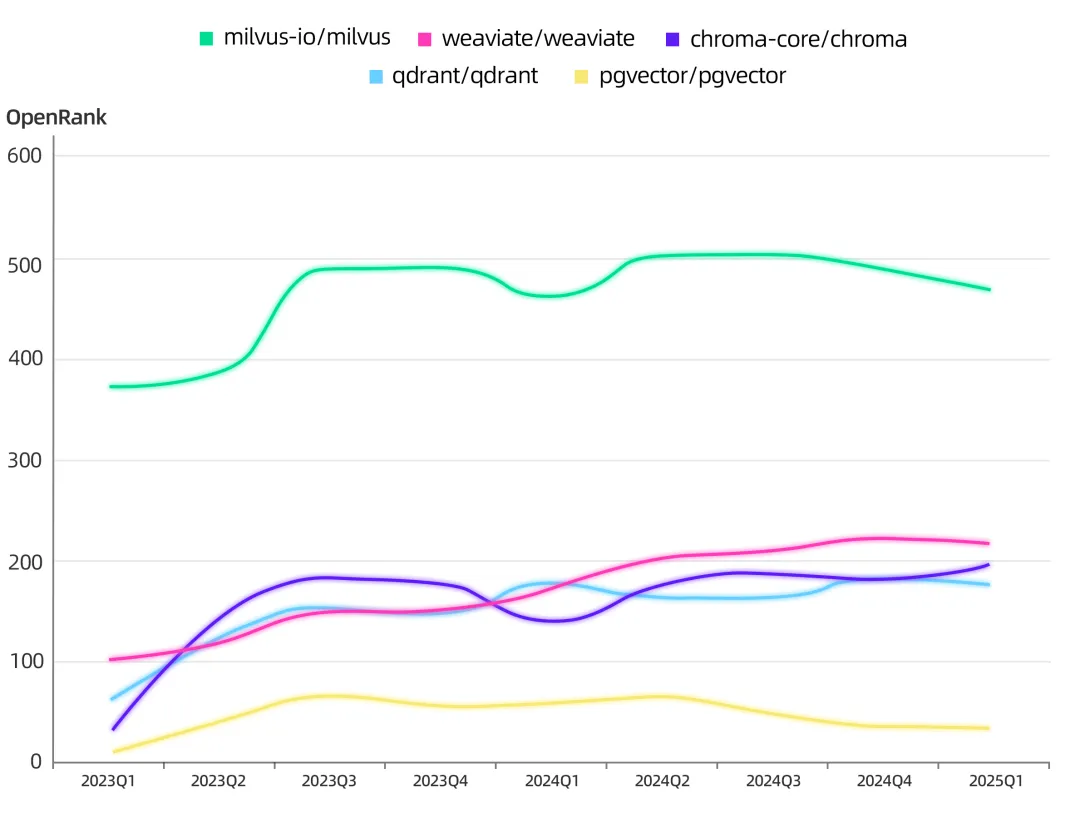 milvus-io/milvus weaviate/weaviate chroma-core/chroma
qdrant/qdrant pgvector/pgvector
OpenRank
600
500
400
300
200
100
0
2023Q1 2023Q2 2023Q3 2023Q4 2024Q1 2024Q2 2024Q3 2024Q4 2025Q1